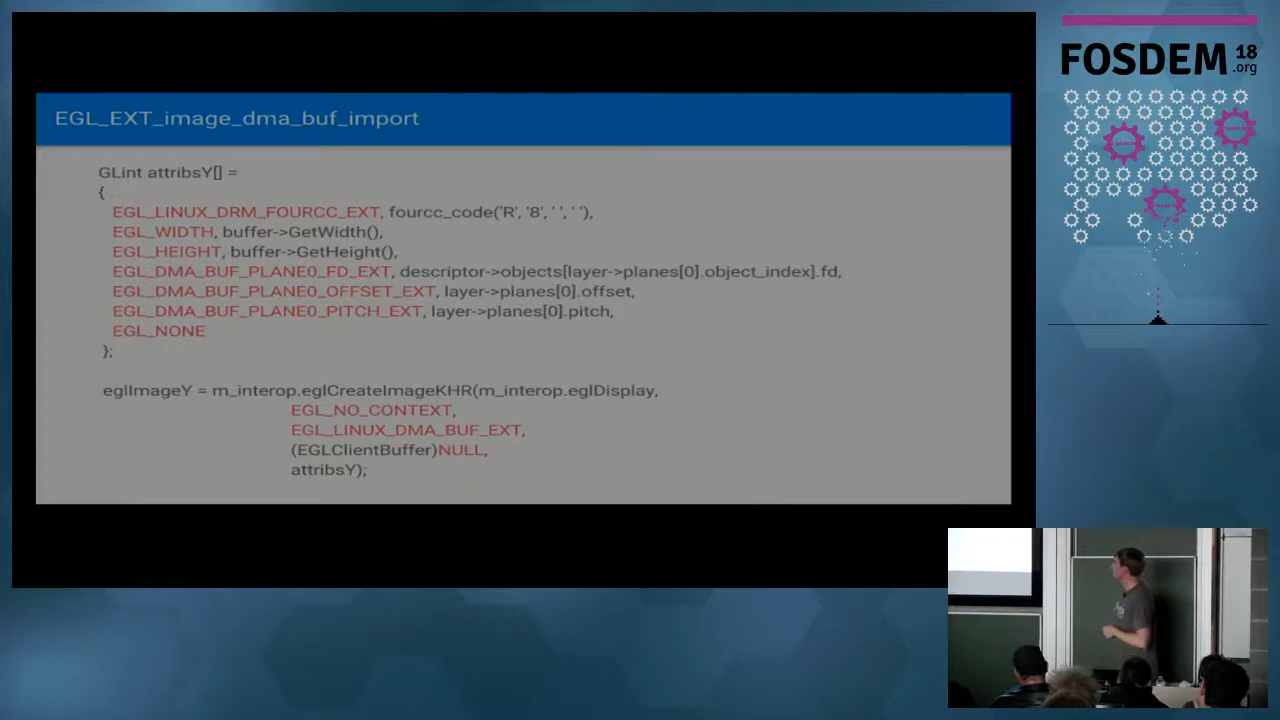 EGL_EXT_image_dma_buf_import
GLint attribsY[] =
{
EGL_LINUX_DRM_FOURCC_EXT, fourcc_code('R', '8', ' ', ' '),
EGL_WIDTH, buffer->GetWidth(),
EGL_HEIGHT, buffer->GetHeight(),
EGL_DMA_BUF_PLANE0_FD_EXT, descriptor->objects[layer->planes[0].object_index].fd,
EGL_DMA_BUF_PLANE0_OFFSET_EXT, layer->planes[0].offset,
EGL_DMA_BUF_PLANE0_PITCH_EXT, layer->planes[0].pitch,
EGL_NONE
};
eglImageY = m_interop.eglCreateImageKHR(m_interop.eglDisplay,
EGL_NO_CONTEXT,
EGL_LINUX_DMA_BUF_EXT,
(EGLClientBuffer)NULL,
attribsY);
FOSDEM 18
.org